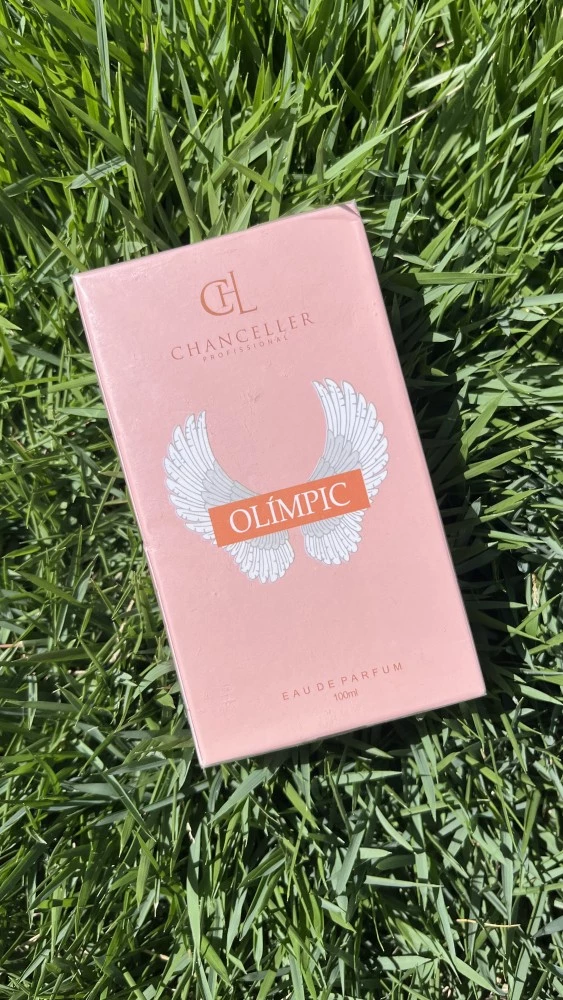 CHL
CHANCELLER
PROFISSIONAL
OLÍMPIC
EAU DE PARFUM
100ml